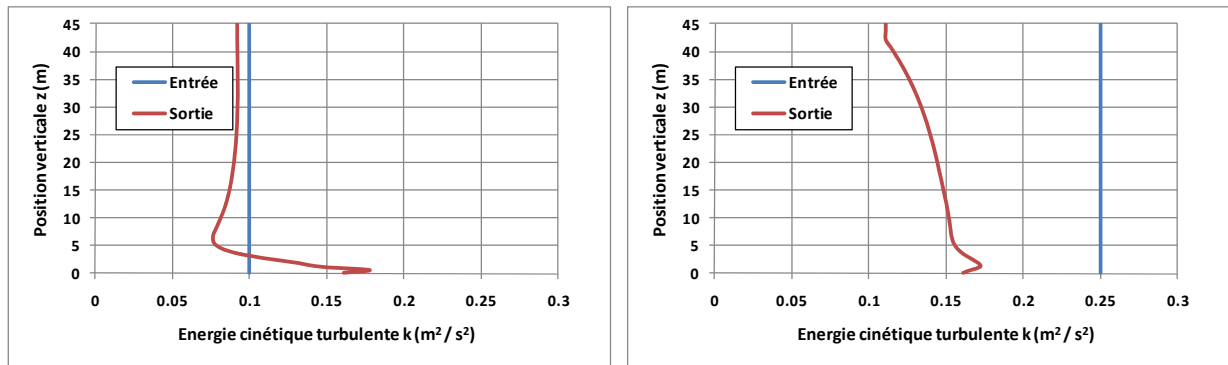 Position verticale z (m)
45
40
35
30
25
20
15
10
5
0
Entrée
Sortie
0 0.05 0.1 0.15 0.2 0.25 0.3
Energie cinétique turbulente k (m² / s²)
Position verticale z (m)
45
40
35
30
25
20
15
10
5
0
Entrée
Sortie
0 0.05 0.1 0.15 0.2 0.25 0.3
Energie cinétique turbulente k (m² / s²)